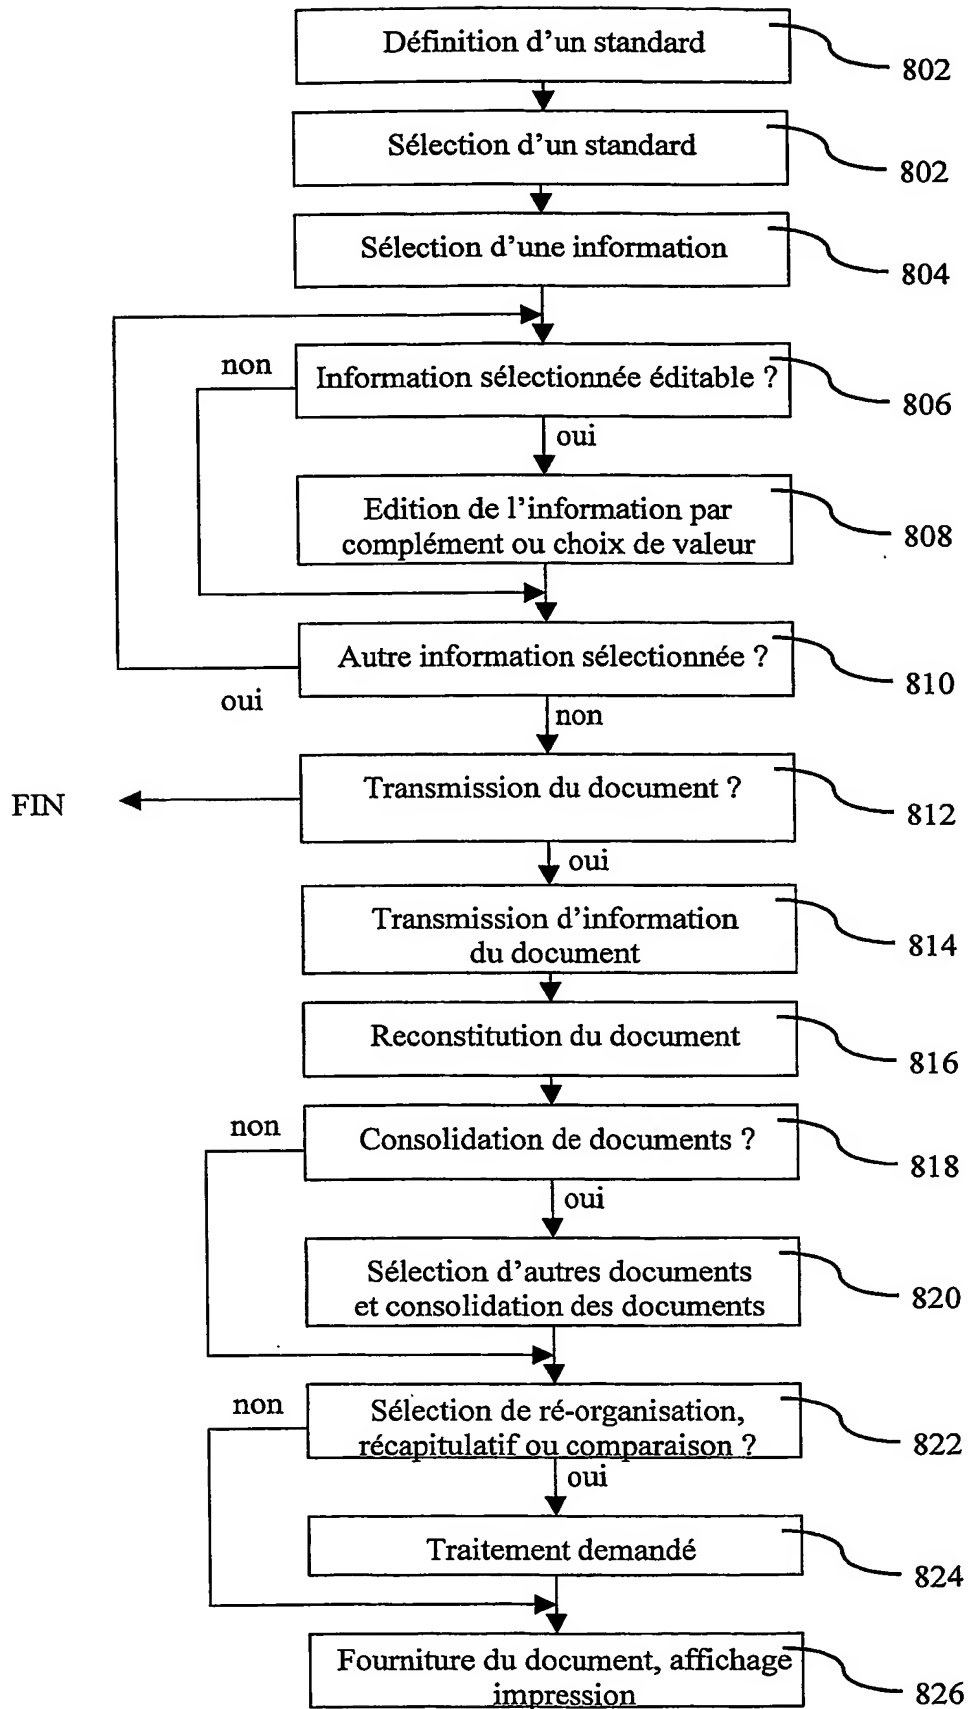 Définition d'un standard
802
Sélection d'un standard
802
Sélection d'une information
804
non
Information sélectionnée éditable ?
806
oui
Edition de l'information par
complément ou choix de valeur
808
Autre information sélectionnée ?
810
oui
non
Transmission du document ?
812
FIN
oui
Transmission d'information
du document
814
Reconstitution du document
816
non
Consolidation de documents ?
818
oui
Sélection d'autres documents
et consolidation des documents
820
non
Sélection de ré-organisation,
récapitulatif ou comparaison ?
822
oui
Traitement demandé
824
Fourniture du document, affichage
impression
826